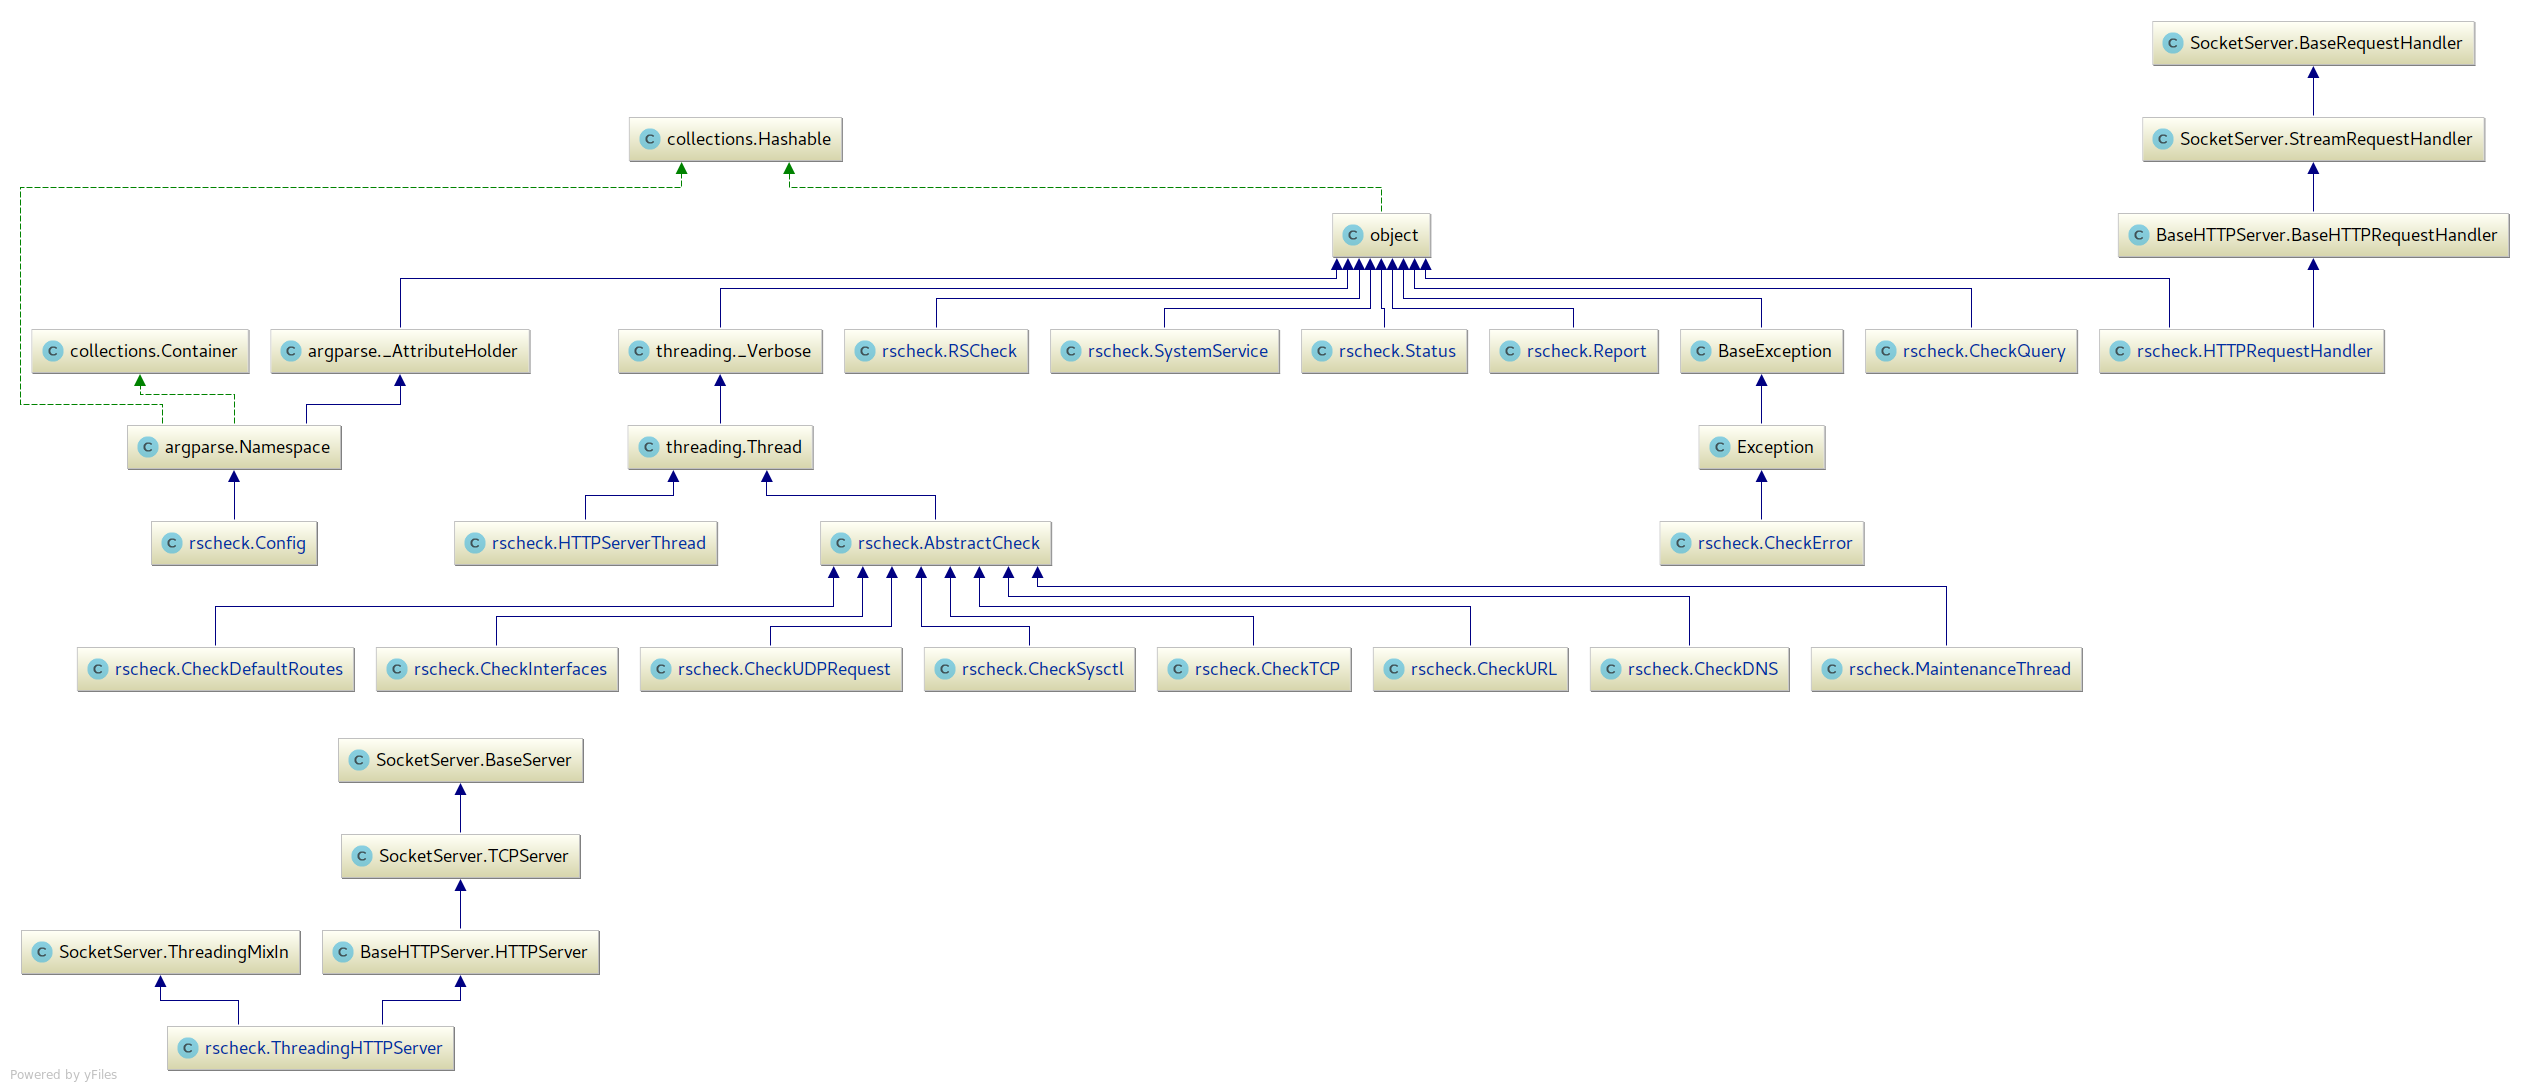 C SocketServer.BaseRequestHandler
C collections.Hashable
C SocketServer.StreamRequestHandler
C object
C BaseHTTPServer.BaseHTTPRequestHandler
C collections.Container
C argparse._AttributeHolder
C threading._Verbose
C rscheck.RSCheck
C rscheck.SystemService
C rscheck.Status
C rscheck.Report
C BaseException
C rscheck.CheckQuery
C rscheck.HTTPRequestHandler
C argparse.Namespace
C threading.Thread
C Exception
C rscheck.Config
C rscheck.HTTPServerThread
C rscheck.AbstractCheck
C rscheck.CheckError
C rscheck.CheckDefaultRoutes
C rscheck.CheckInterfaces
C rscheck.CheckUDPRequest
C rscheck.CheckSysctl
C rscheck.CheckTCP
C rscheck.CheckURL
C rscheck.CheckDNS
C rscheck.MaintenanceThread
C SocketServer.BaseServer
C SocketServer.TCPServer
C SocketServer.ThreadingMixIn
C BaseHTTPServer.HTTPServer
C rscheck.ThreadingHTTPServer
Powered by yFiles